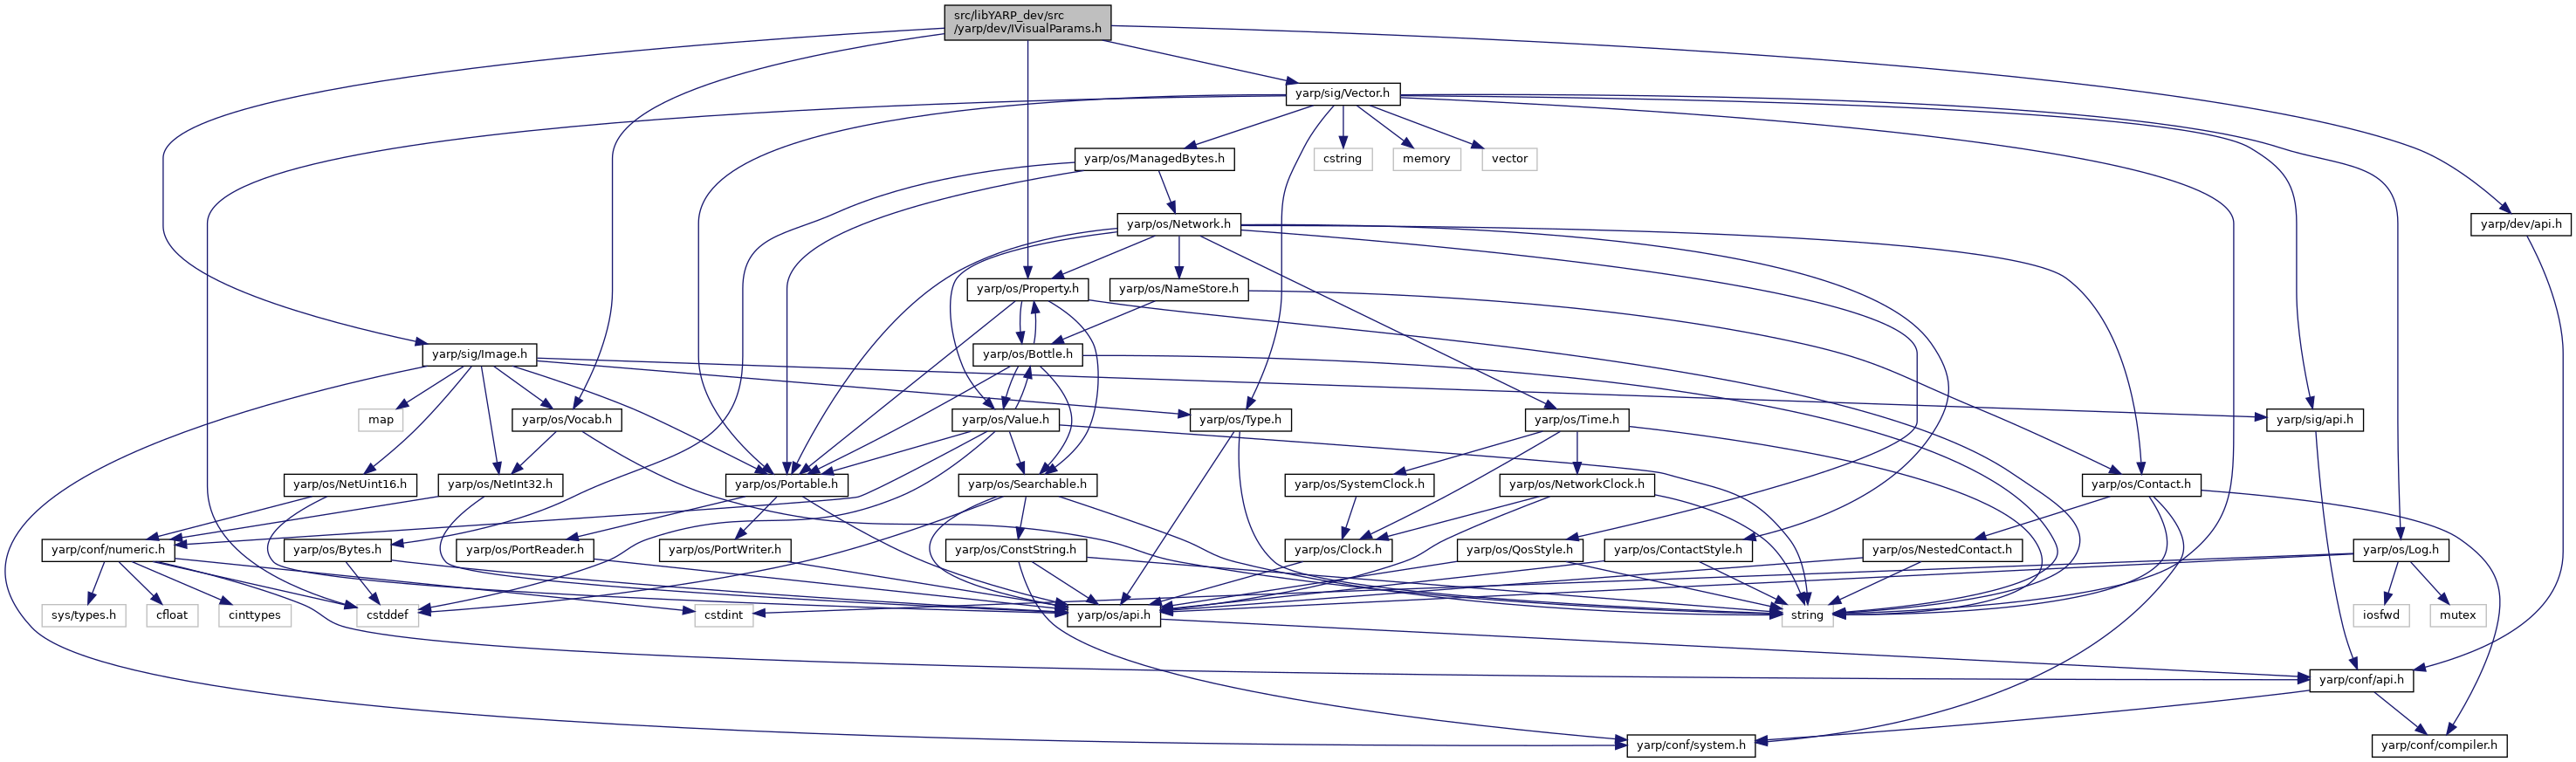 src/libYARP_dev/src
/yarp/dev/IVisualParams.h
yarp/sig/Vector.h
yarp/os/ManagedBytes.h
cstring
memory
vector
yarp/os/Network.h
yarp/dev/api.h
yarp/os/Property.h
yarp/os/NameStore.h
yarp/sig/Image.h
yarp/os/Bottle.h
map
yarp/os/Vocab.h
yarp/os/Value.h
yarp/os/Type.h
yarp/os/Time.h
yarp/sig/api.h
yarp/os/NetUint16.h
yarp/os/NetInt32.h
yarp/os/Portable.h
yarp/os/Searchable.h
yarp/os/SystemClock.h
yarp/os/NetworkClock.h
yarp/os/Contact.h
yarp/conf/numeric.h
yarp/os/Bytes.h
yarp/os/PortReader.h
yarp/os/PortWriter.h
yarp/os/ConstString.h
yarp/os/Clock.h
yarp/os/QosStyle.h
yarp/os/ContactStyle.h
yarp/os/NestedContact.h
yarp/os/Log.h
sys/types.h
cfloat
cinttypes
cstddef
cstdint
yarp/os/api.h
string
iosfwd
mutex
yarp/conf/api.h
yarp/conf/system.h
yarp/conf/compiler.h